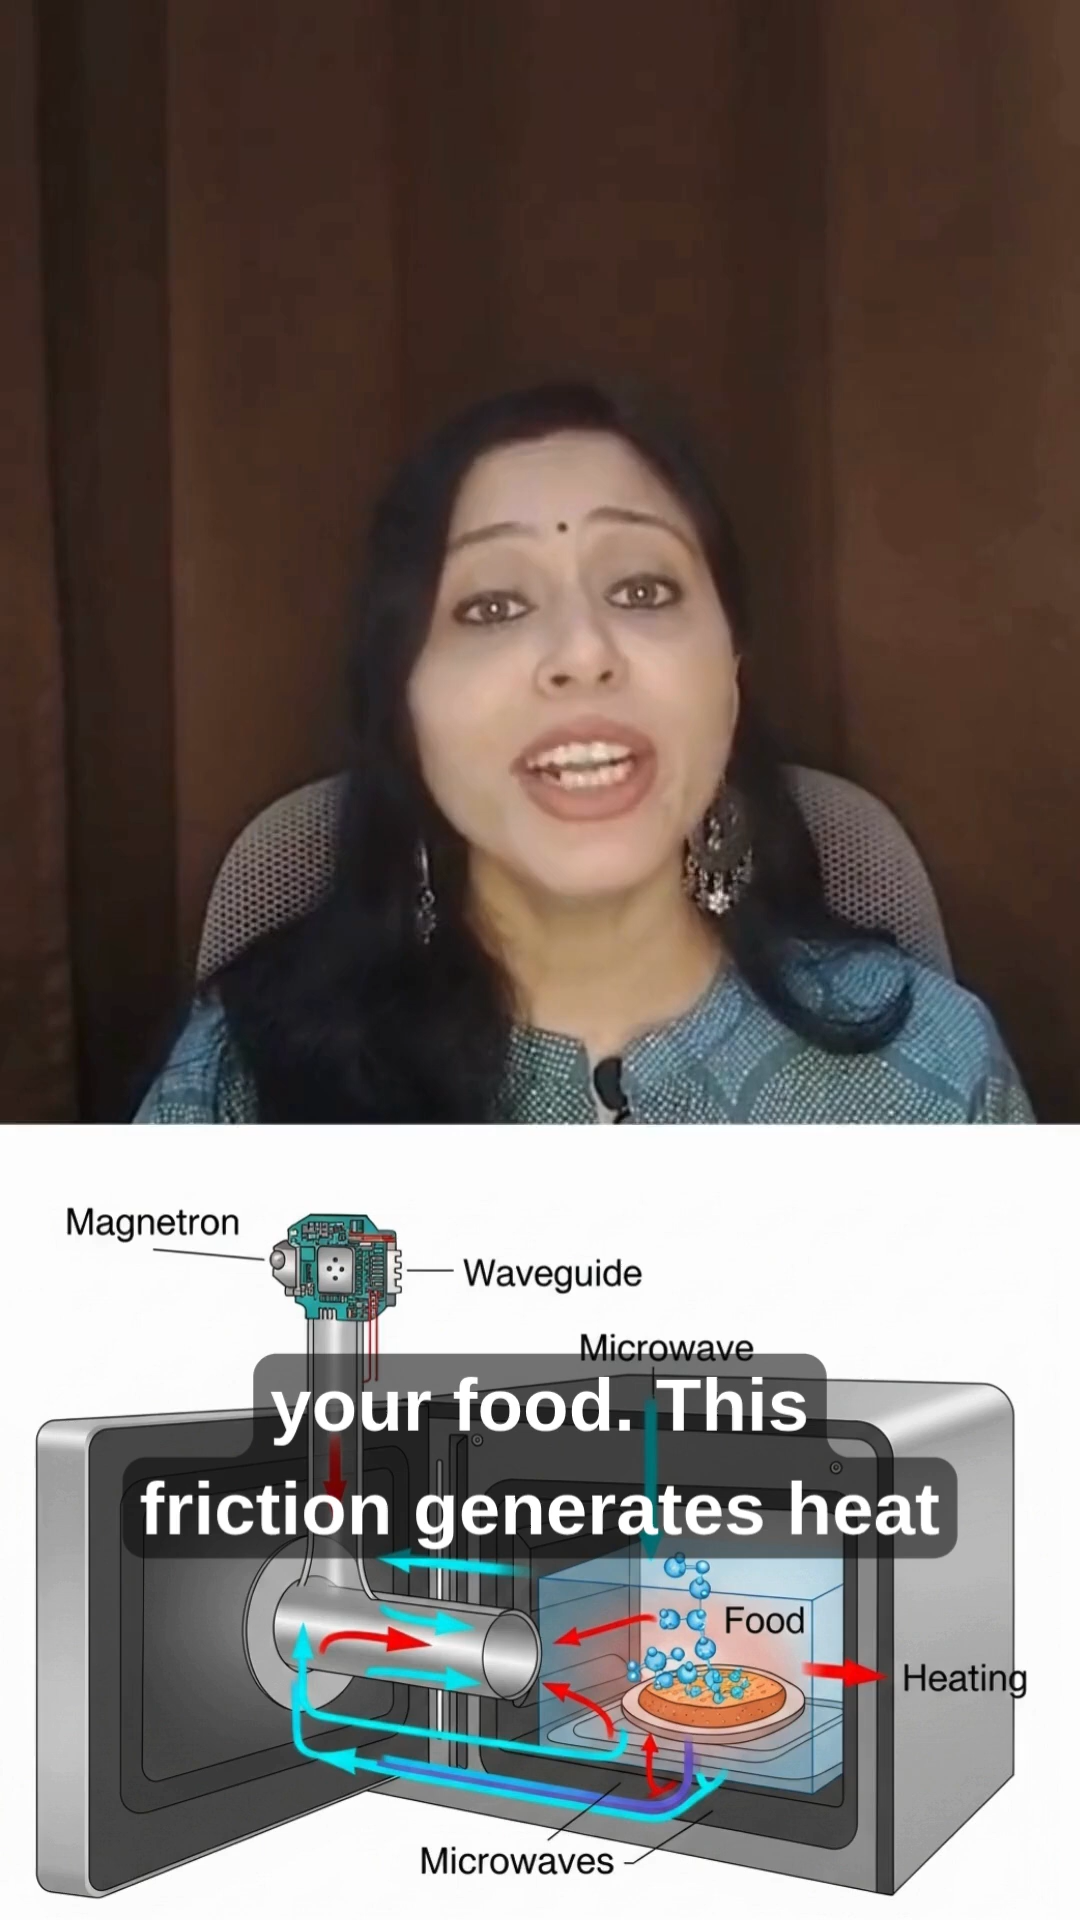 Magnetron
Waveguide
Microwave
your food. This
friction generates heat
Food
Heating
Microwaves